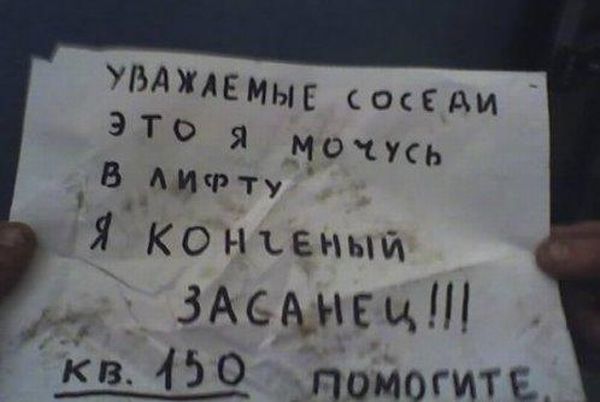 УВАЖАЕМЫЕ СОСЕДИ
ЭТО Я МОЧУСЬ
В ЛИФТУ
Я КОНЧЕНЫЙ
ЗАСАНЕЦ!!!
КВ. 150 ПОМОГИТЕ